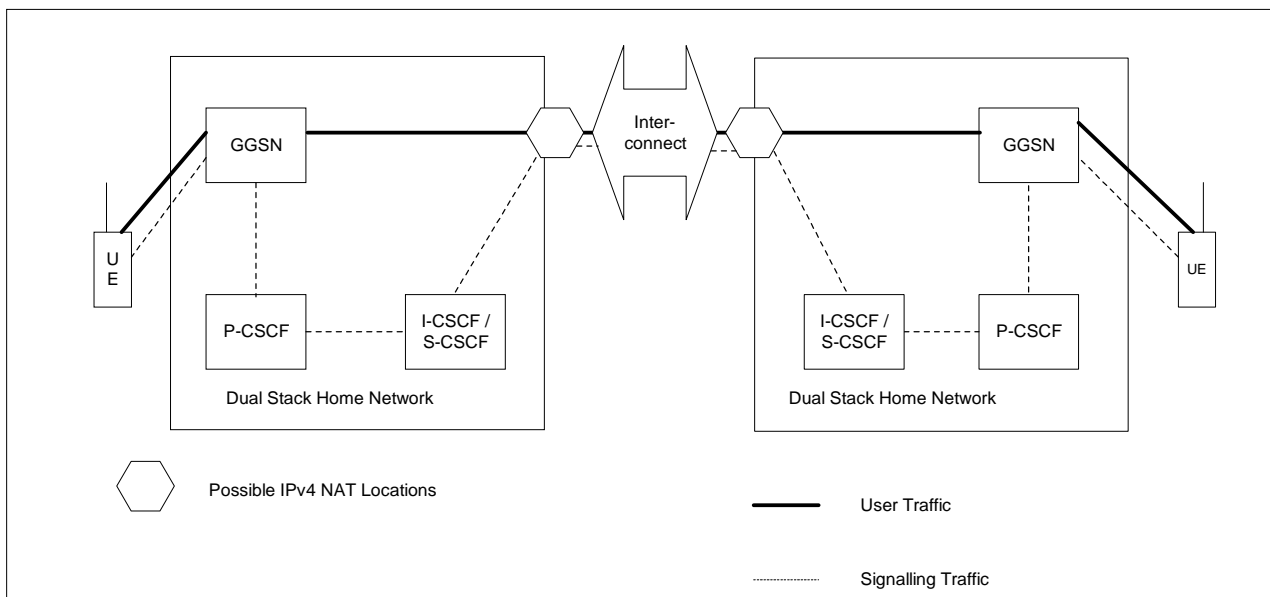 Inter-
connect
GGSN
GGSN
U
E
UE
P-CSCF
I-CSCF /
S-CSCF
I-CSCF /
S-CSCF
P-CSCF
Dual Stack Home Network
Dual Stack Home Network
Possible IPv4 NAT Locations
User Traffic
Signalling Traffic